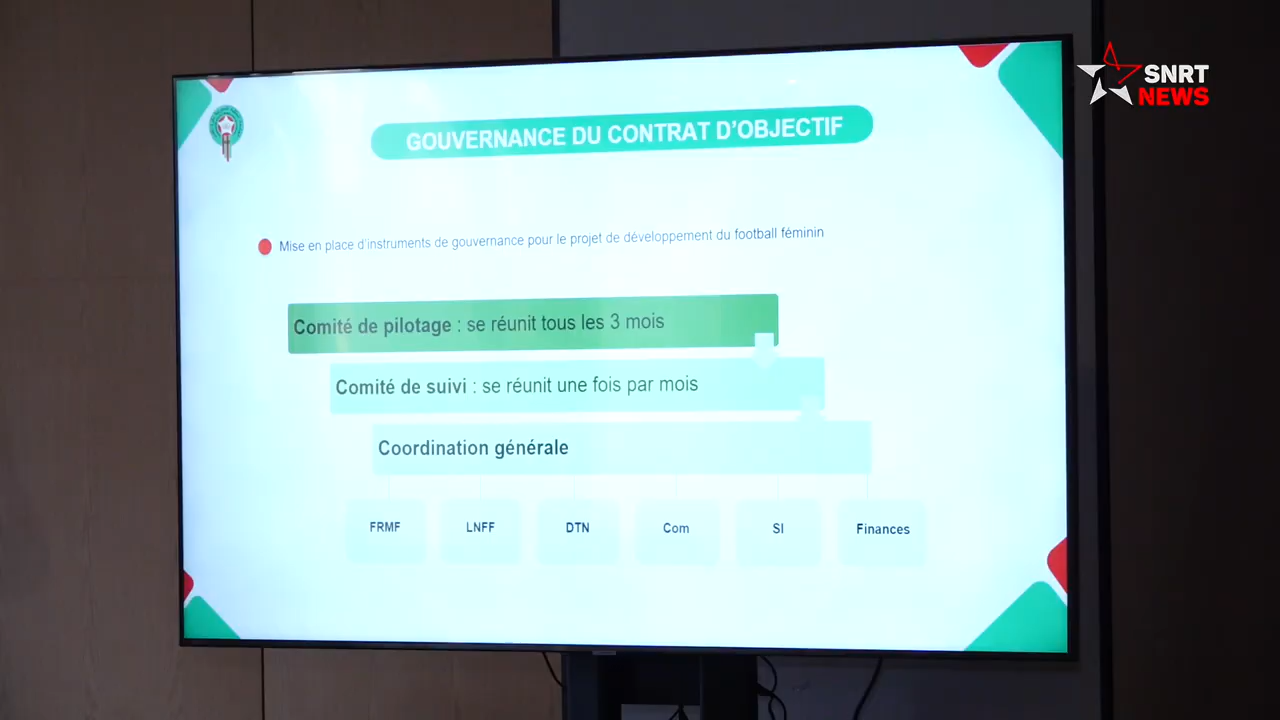 SNRT
NEWS
GOUVERNANCE DU CONTRAT D'OBJECTIF
Mise en place d'instruments de gouvernance pour le projet de développement du football féminin
Comité de pilotage : se réunit tous les 3 mois
Comité de suivi : se réunit une fois par mois
Coordination générale
FRMF LNFF DTN Com SI Finances